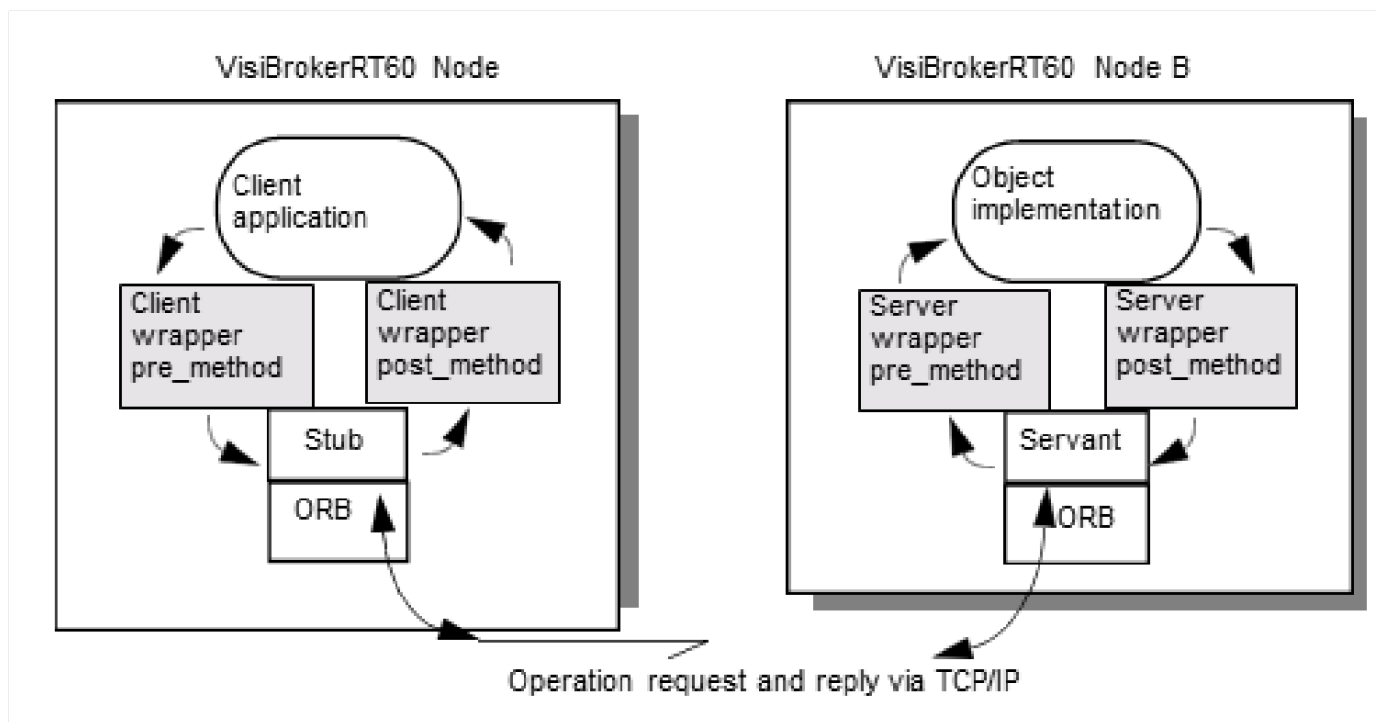 VisiBrokerRT60 Node
VisiBrokerRT60 Node B
Client
application
Client
wrapper
pre_method
Client
wrapper
post_method
Stub
ORB
Object
implementation
Server
wrapper
pre_method
Server
wrapper
post_method
Servant
ORB
Operation request and reply via TCP/IP